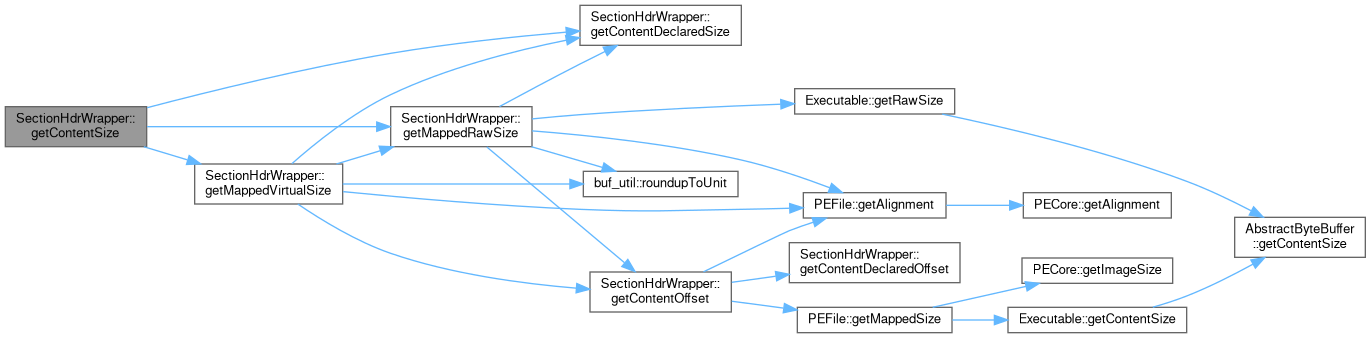 SectionHdrWrapper::
getContentSize
SectionHdrWrapper::
getMappedVirtualSize
SectionHdrWrapper::
getContentDeclaredSize
SectionHdrWrapper::
getMappedRawSize
buf_util::roundupToUnit
SectionHdrWrapper::
getContentOffset
Executable::getRawSize
PEFile::getAlignment
SectionHdrWrapper::
getContentDeclaredOffset
PEFile::getMappedSize
PECore::getAlignment
PECore::getImageSize
Executable::getContentSize
AbstractByteBuffer
::getContentSize